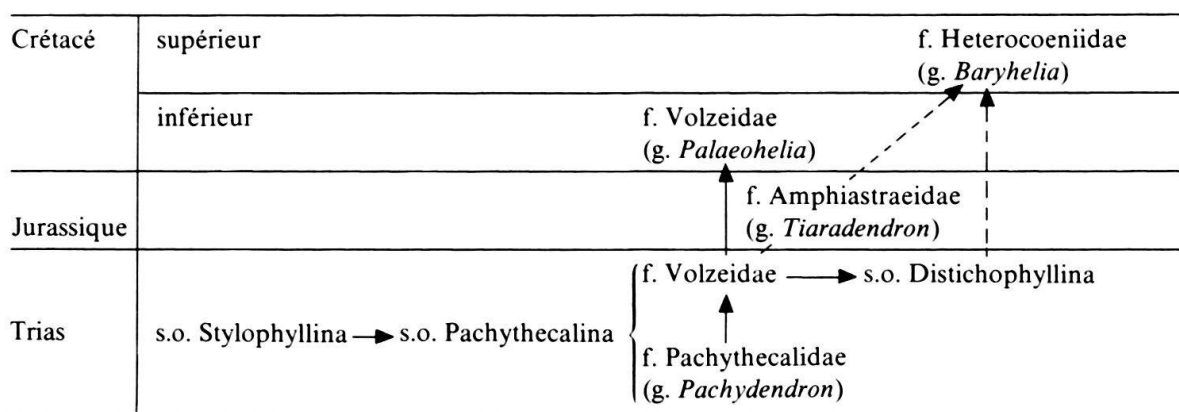 Crétacé supérieur f. Heterocoeniidae
(g. Baryhelia)
inférieur f. Volzeidae
(g. Palaeohelia)
f. Amphiastraeidae
Jurassique (g. Tiaradendron)
f. Volzeidae s.o. Distichophyllina
Trias s.o. Stylophyllina s.o. Pachythecalina
f. Pachythecalidae
(g. Pachydendron)